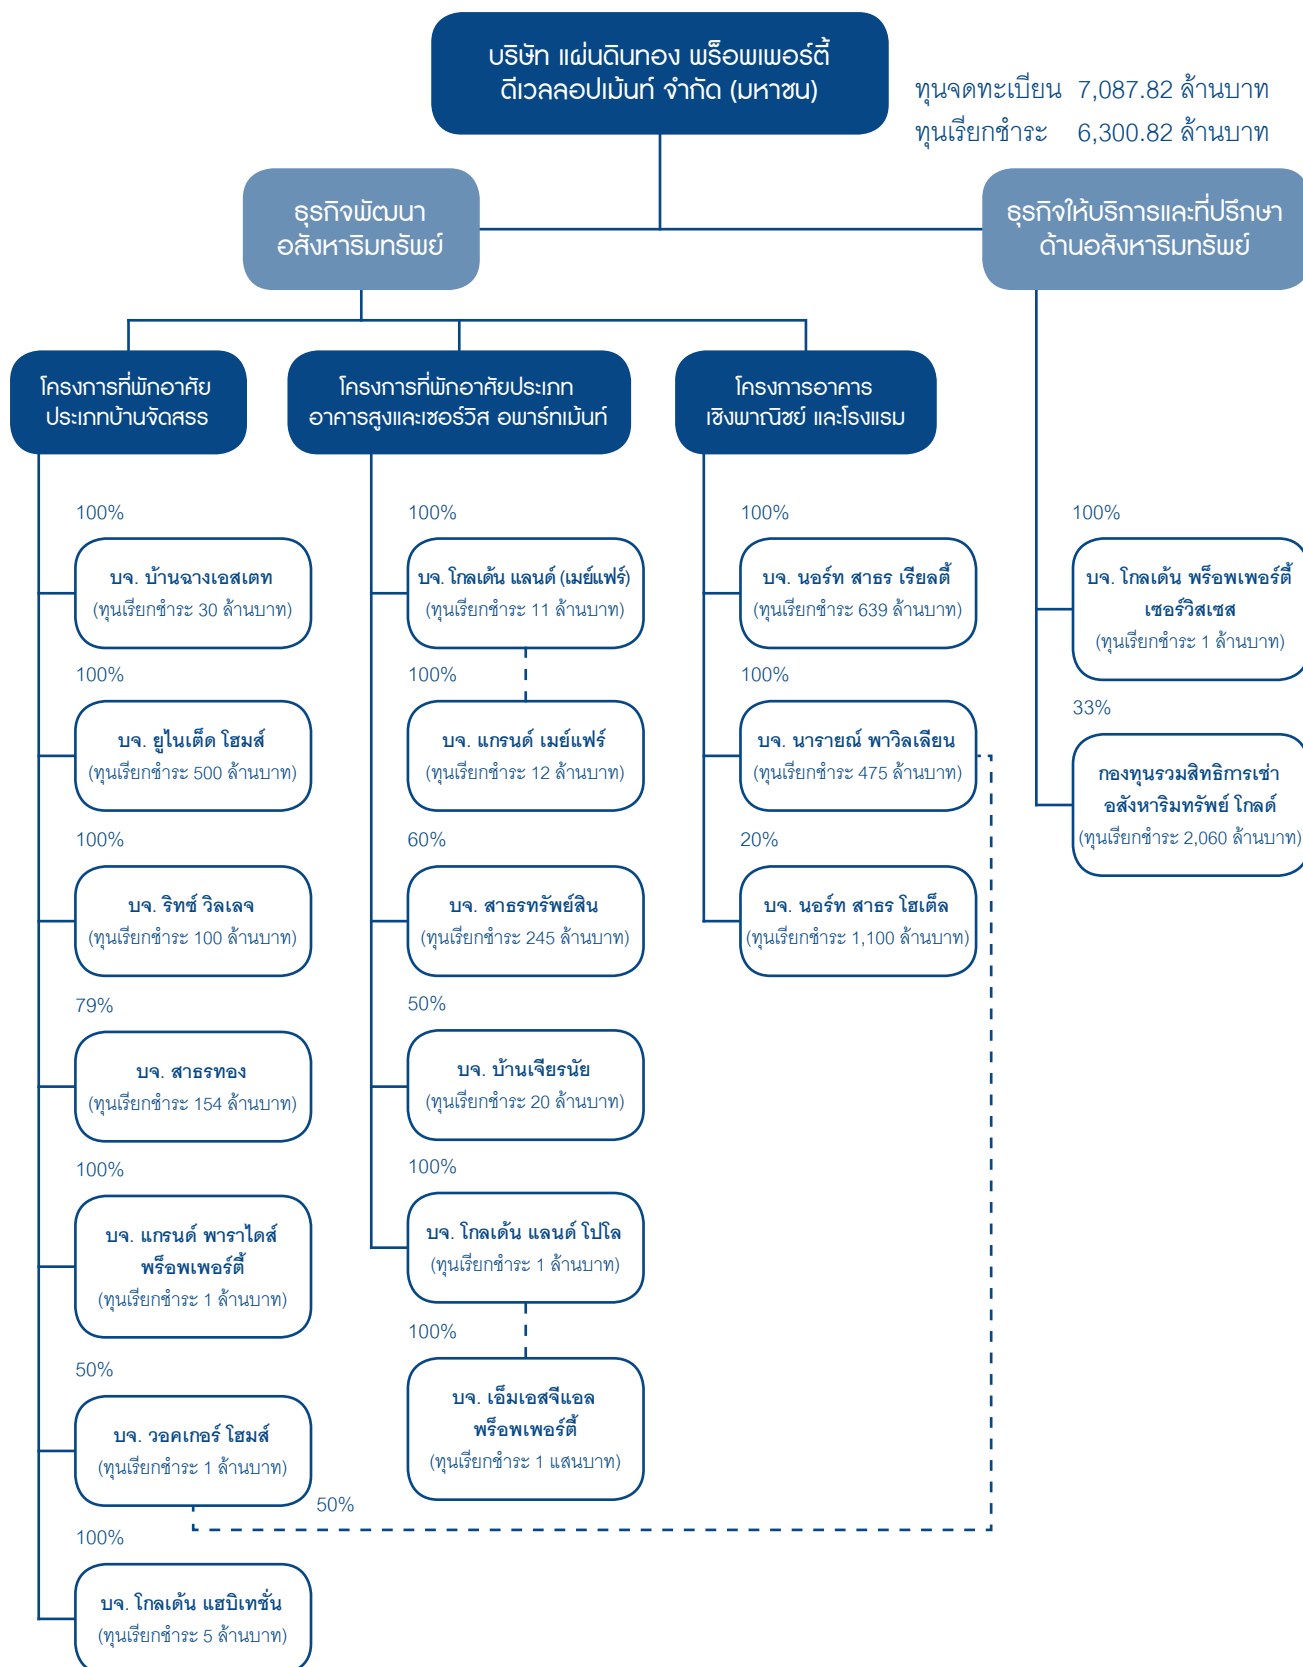 บริษัท แผ่นดินทอง พร็อพเพอร์ตี้
ดีเวลลอปเม้นท์ จำกัด (มหาชน)
ทุนจดทะเบียน 7,087.82 ล้านบาท
ทุนเรียกชำระ 6,300.82 ล้านบาท
ธุรกิจพัฒนา
อสังหาริมทรัพย์
ธุรกิจให้บริการและที่ปรึกษา
ด้านอสังหาริมทรัพย์
โครงการที่พักอาศัย
ประเภทบ้านจัดสรร
โครงการที่พักอาศัยประเภท
อาคารสูงและเซอร์วิส อพาร์ทเม้นท์
โครงการอาคาร
เชิงพาณิชย์ และโรงแรม
100%
บจ. บ้านฉางเอสเตท
(ทุนเรียกชำระ 30 ล้านบาท)
100%
บจ. ยูไนเต็ด โฮมส์
(ทุนเรียกชำระ 500 ล้านบาท)
100%
บจ. ริทซ์ วิลเลจ
(ทุนเรียกชำระ 100 ล้านบาท)
79%
บจ. สาธรทอง
(ทุนเรียกชำระ 154 ล้านบาท)
100%
บจ. แกรนด์ พาราไดส์
พร็อพเพอร์ตี้
(ทุนเรียกชำระ 1 ล้านบาท)
50%
บจ. วอคเกอร์ โฮมส์
(ทุนเรียกชำระ 1 ล้านบาท)
50%
100%
บจ. โกลเด้น แฮบิเทชั่น
(ทุนเรียกชำระ 5 ล้านบาท)
100%
บจ. โกลเด้น แลนด์ (เมย์แฟร์)
(ทุนเรียกชำระ 11 ล้านบาท)
100%
บจ. แกรนด์ เมย์แฟร์
(ทุนเรียกชำระ 12 ล้านบาท)
60%
บจ. สาธรทรัพย์สิน
(ทุนเรียกชำระ 245 ล้านบาท)
50%
บจ. บ้านเจียรนัย
(ทุนเรียกชำระ 20 ล้านบาท)
100%
บจ. โกลเด้น แลนด์ โปโล
(ทุนเรียกชำระ 1 ล้านบาท)
100%
บจ. เอ็มเอสจีแอล
พร็อพเพอร์ตี้
(ทุนเรียกชำระ 1 แสนบาท)
100%
บจ. นอร์ท สาธร เรียลตี้
(ทุนเรียกชำระ 639 ล้านบาท)
100%
บจ. นารายณ์ พาวิลเลียน
(ทุนเรียกชำระ 475 ล้านบาท)
20%
บจ. นอร์ท สาธร โฮเต็ล
(ทุนเรียกชำระ 1,100 ล้านบาท)
100%
บจ. โกลเด้น พร็อพเพอร์ตี้
เซอร์วิสเซส
(ทุนเรียกชำระ 1 ล้านบาท)
33%
กองทุนรวมสิทธิการเช่า
อสังหาริมทรัพย์ โกลด์
(ทุนเรียกชำระ 2,060 ล้านบาท)